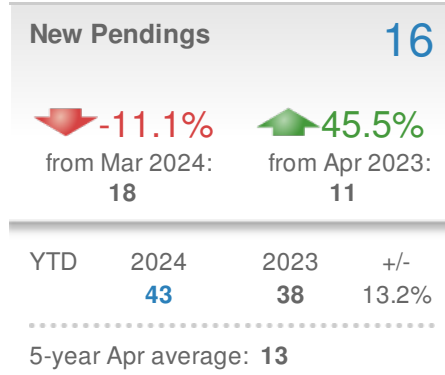 New Pendings 16
-11.1% 45.5%
from Mar 2024: from Apr 2023:
18 11
YTD 2024 2023 +/-
43 38 13.2%
5-year Apr average: 13